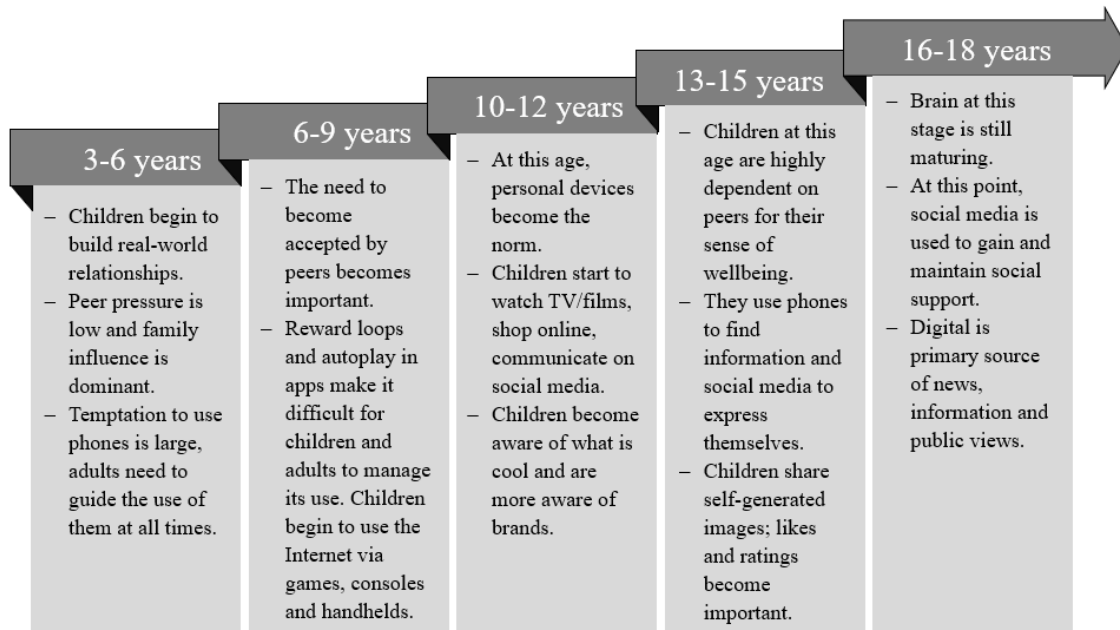 3-6 years
– Children begin to
build real-world
relationships.
– Peer pressure is
low and family
influence is
dominant.
– Temptation to use
phones is large,
adults need to
guide the use of
them at all times.
6-9 years
– The need to
become
accepted by
peers becomes
important.
– Reward loops
and autoplay in
apps make it
difficult for
children and
adults to manage
its use. Children
begin to use the
Internet via
games, consoles
and handhelds.
10-12 years
– At this age,
personal devices
become the
norm.
– Children start to
watch TV/films,
shop online,
communicate on
social media.
– Children become
aware of what is
cool and are
more aware of
brands.
13-15 years
– Children at this
age are highly
dependent on
peers for their
sense of
wellbeing.
– They use phones
to find
information and
social media to
express
themselves.
– Children share
self-generated
images; likes
and ratings
become
important.
16-18 years
– Brain at this
stage is still
maturing.
– At this point,
social media is
used to gain and
maintain social
support.
– Digital is
primary source
of news,
information and
public views.